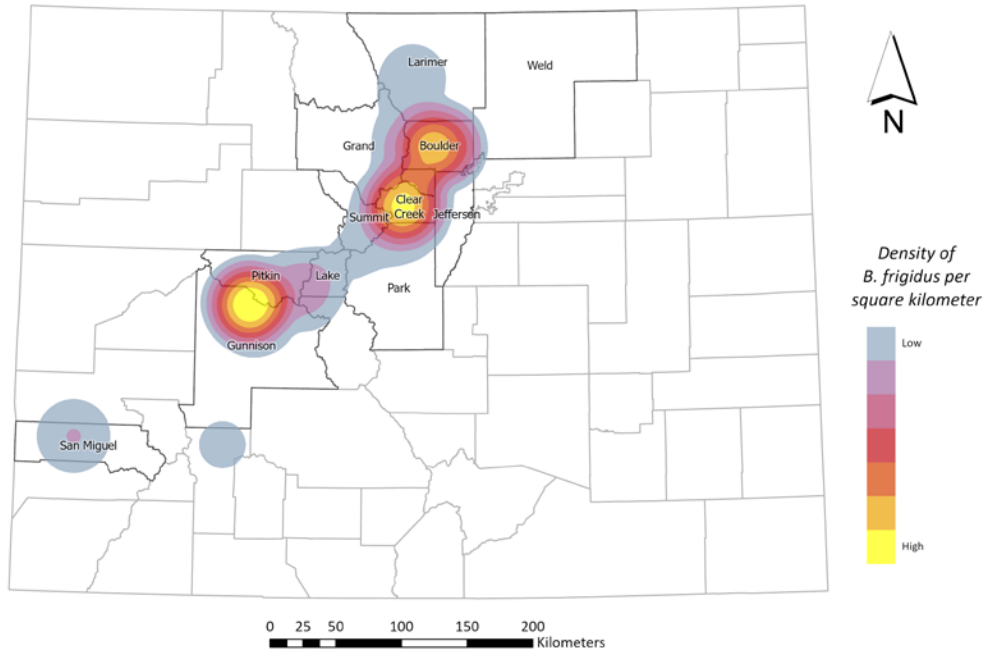 Larimer
Weld
N
Grand
Boulder
Clear
Creek
Summit
Jefferson
Pitkin
Lake
Park
Gunnison
San Miguel
Density of
B. frigidus per
square kilometer
Low
High
0 25 50 100 150 200
Kilometers